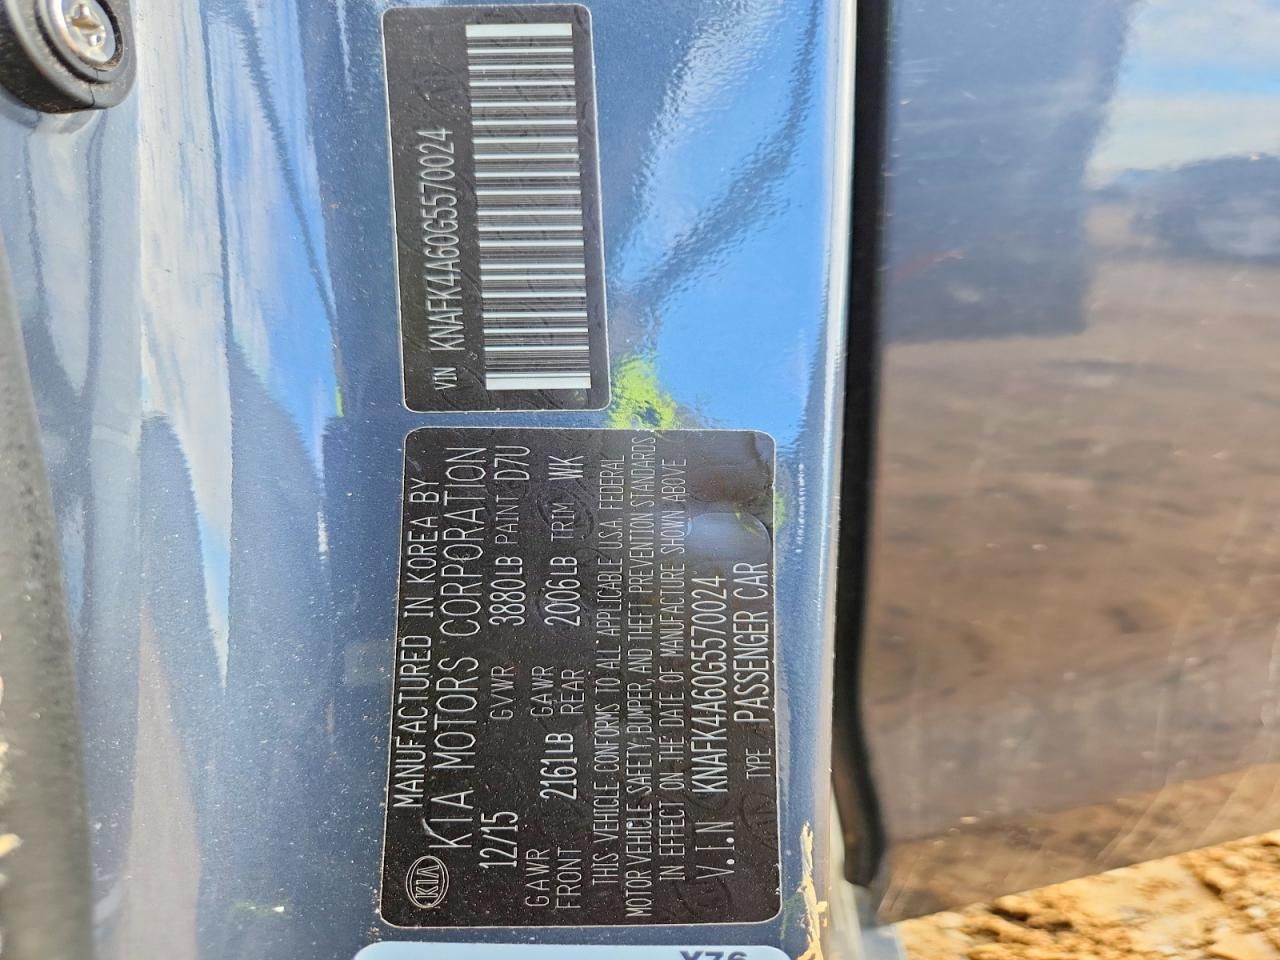 VIN KNAFK4A60G5570024
MANUFACTURED IN KOREA BY
KIA KIA MOTORS CORPORATION
12/15 GVWR 3880LB PAINT D7U
GAWR FRONT 2161LB GAWR REAR 2006LB TRIM WK
THIS VEHICLE CONFORMS TO ALL APPLICABLE U.S.A. FEDERAL
MOTOR VEHICLE SAFETY, BUMPER, AND THEFT PREVENTION STANDARDS
IN EFFECT ON THE DATE OF MANUFACTURE SHOWN ABOVE
V.I.N KNAFK4A60G5570024
TYPE PASSENGER CAR